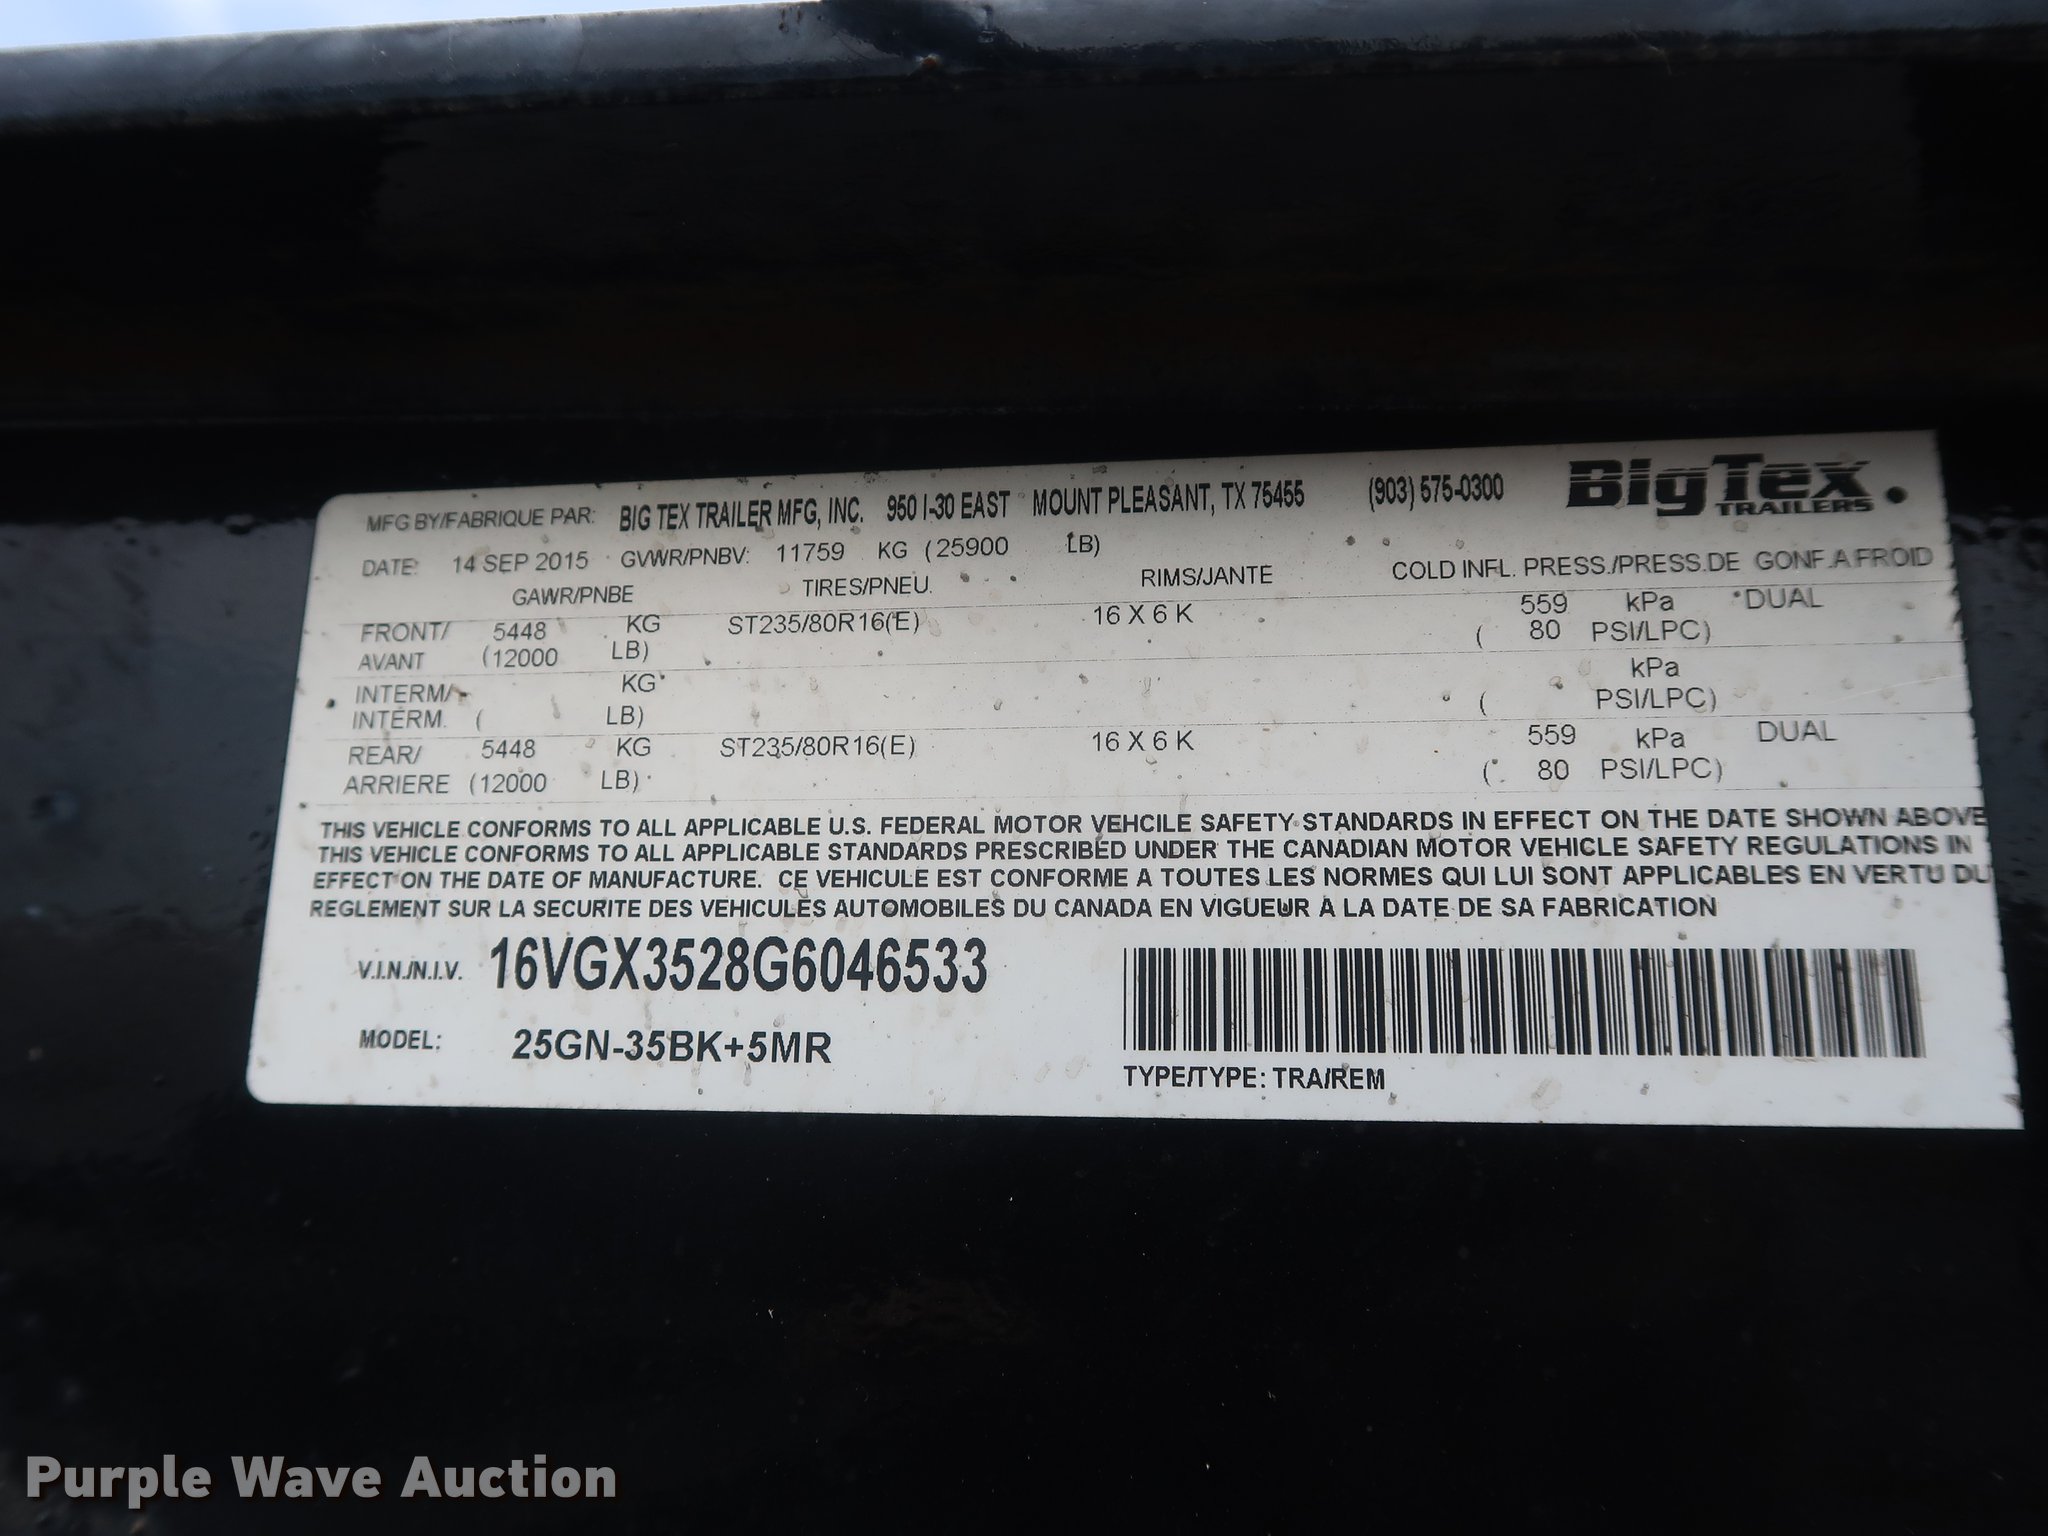 MFG BY/FABRIQUE PAR: BIG TEX TRAILER MFG, INC. 950 I-30 EAST MOUNT PLEASANT, TX 75455 (903) 575-0300 BigTex TRAILERS
DATE: 14 SEP 2015 GVWR/PNBV: 11759 KG (25900 LB)
GAWR/PNBE TIRES/PNEU. RIMS/JANTE COLD INFL. PRESS./PRESS.DE GONF.A FROID
FRONT/ 5448 KG ST235/80R16(E) 16 X 6 K 559 kPa DUAL
AVANT (12000 LB) ( 80 PSI/LPC)
INTERM/ KG kPa
INTERM. ( LB) ( PSI/LPC)
REAR/ 5448 KG ST235/80R16(E) 16 X 6 K 559 kPa DUAL
ARRIERE (12000 LB) ( 80 PSI/LPC)
THIS VEHICLE CONFORMS TO ALL APPLICABLE U.S. FEDERAL MOTOR VEHCILE SAFETY STANDARDS IN EFFECT ON THE DATE SHOWN ABOVE
THIS VEHICLE CONFORMS TO ALL APPLICABLE STANDARDS PRESCRIBED UNDER THE CANADIAN MOTOR VEHICLE SAFETY REGULATIONS IN
EFFECT ON THE DATE OF MANUFACTURE. CE VEHICULE EST CONFORME A TOUTES LES NORMES QUI LUI SONT APPLICABLES EN VERTU DU
REGLEMENT SUR LA SECURITE DES VEHICULES AUTOMOBILES DU CANADA EN VIGUEUR A LA DATE DE SA FABRICATION
V.I.N./N.I.V. 16VGX3528G6046533
MODEL: 25GN-35BK+5MR
TYPE/TYPE: TRA/REM
Purple Wave Auction